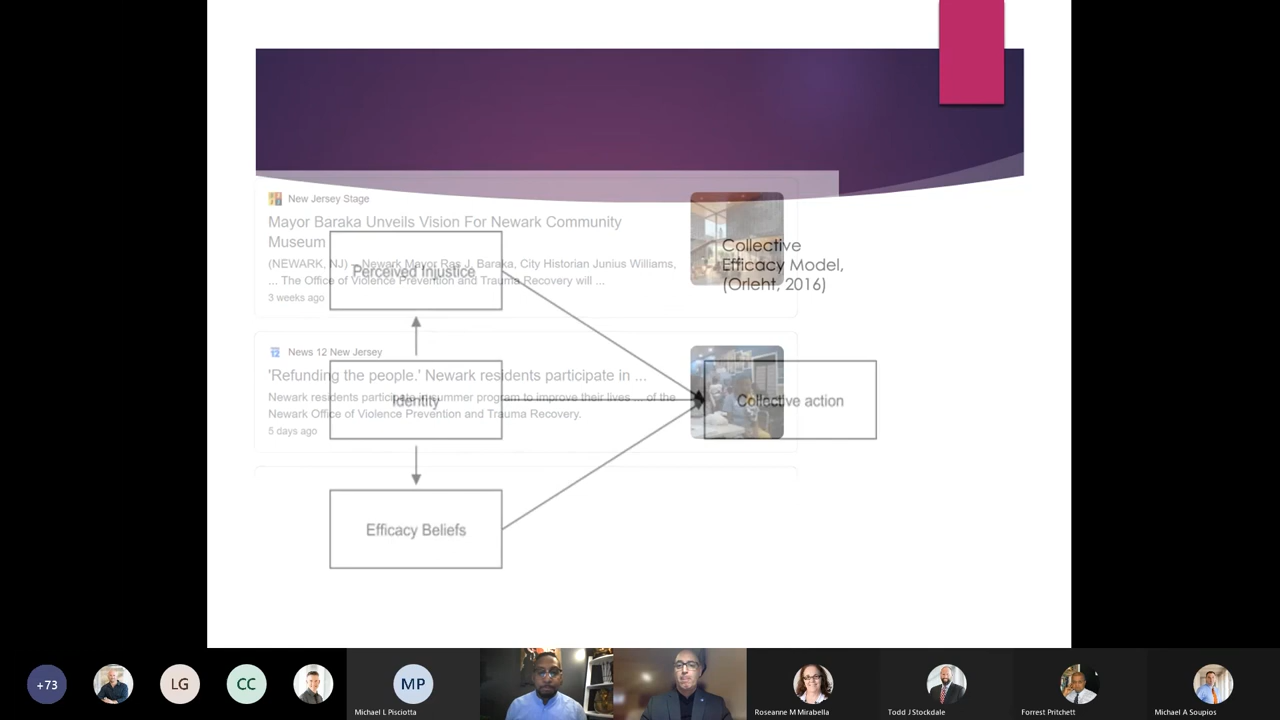 New Jersey Stage
Mayor Baraka Unveils Vision For Newark Community
Museum
(NEWARK, NJ) – Newark Mayor Ras J. Baraka, City Historian Junius Williams,
... The Office of Violence Prevention and Trauma Recovery will ...
3 weeks ago
Perceived Injustice
Collective
Efficacy Model,
(Orieht, 2016)
News 12 New Jersey
'Refunding the people.' Newark residents participate in ...
Newark residents participate in summer program to improve their lives ... of the
Newark Office of Violence Prevention and Trauma Recovery.
5 days ago
Identity
Collective action
Efficacy Beliefs
+73
LG
CC
MP
Michael L Pisciotta
Roseanne M Mirabella
Todd J Stockdale
Forrest Pritchett
Michael A Soupios